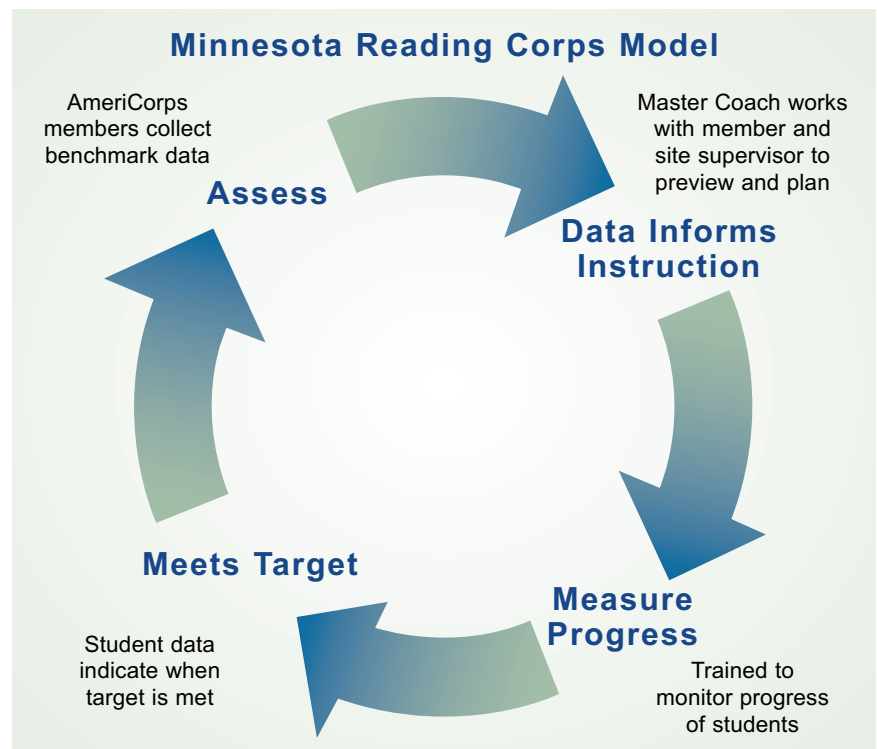 Minnesota Reading Corps Model
AmeriCorps
members collect
benchmark data
Assess
Master Coach works
with member and
site supervisor to
preview and plan
Data Informs
Instruction
Measure
Progress
Trained to
monitor progress
of students
Meets Target
Student data
indicate when
target is met